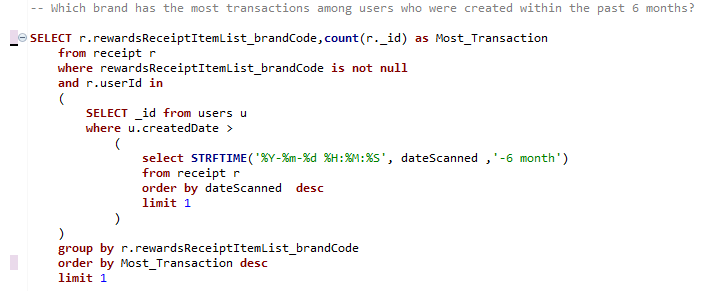 -- Which brand has the most transactions among users who were created within the past 6 months?
SELECT r.rewardsReceiptItemList_brandCode,count(r._id) as Most_Transaction
from receipt r
where rewardsReceiptItemList_brandCode is not null
and r.userId in
(
SELECT _id from users u
where u.createdDate >
(
select STRFTIME('%Y-%m-%d %H:%M:%S', dateScanned ,'-6 month')
from receipt r
order by dateScanned  desc
limit 1
)
)
group by r.rewardsReceiptItemList_brandCode
order by Most_Transaction desc
limit 1